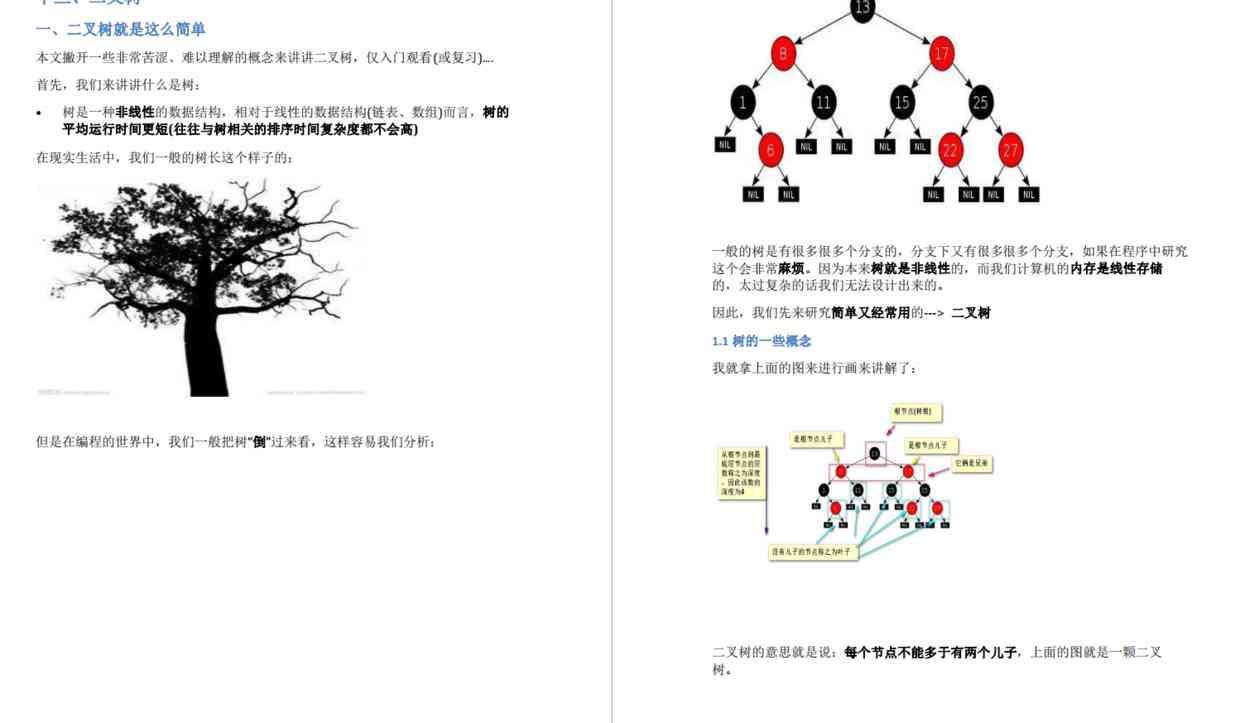 一、二叉树就是这么简单
本文撇开一些非常苦涩、难以理解的概念来讲讲二叉树，仅入门观看(或复习)....
首先，我们来讲讲什么是树：
• 树是一种非线性的数据结构，相对于线性的数据结构(链表、数组)而言，树的
平均运行时间更短(往往与树相关的排序时间复杂度都不会高)
在现实生活中，我们一般的树长这个样子的：
但是在编程的世界中，我们一般把树“倒”过来看，这样容易我们分析：
13
8 17
1 11 15 25
NIL 6 NIL NIL NIL NIL 22 27
NIL NIL NIL NIL NIL NIL
一般的树是有很多很多个分支的，分支下又有很多很多个分支，如果在程序中研究
这个会非常麻烦。因为本来树就是非线性的，而我们计算机的内存是线性存储
的，太过复杂的话我们无法设计出来的。
因此，我们先来研究简单又经常用的---> 二叉树
1.1 树的一些概念
我就拿上面的图来进行画来讲解了：
根节点(树根)
是根节点儿子
是根节点儿子
它俩是兄弟
从根节点到最
底层节点的层
数称之为深度
，因此该数的
深度为4
没有儿子的节点称之为叶子
二叉树的意思就是说：每个节点不能多于有两个儿子，上面的图就是一颗二叉
树。